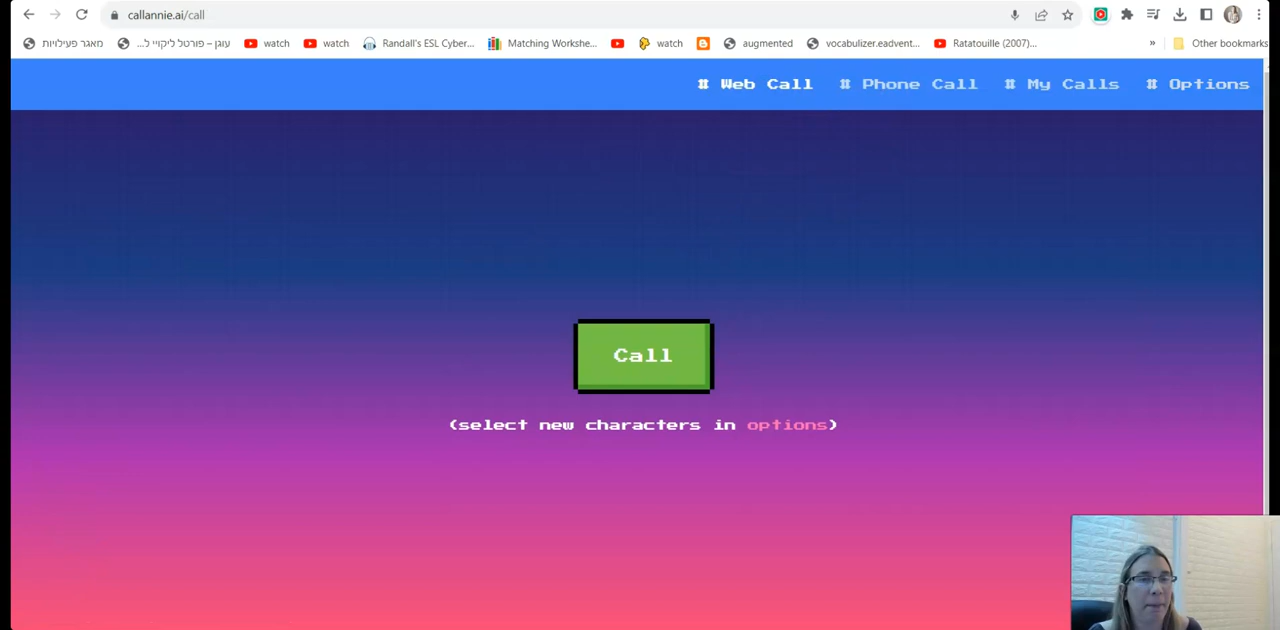 callannie.ai/call
מאגר פעילויות
עוגן – פורטל ליקויי ל...
watch
watch
Randall's ESL Cyber...
Matching Workshe...
watch
augmented
vocabulizer.eadvent...
Ratatouille (2007)...
»
Other bookmarks
# Web Call
# Phone Call
# My Calls
# Options
Call
(select new characters in options)